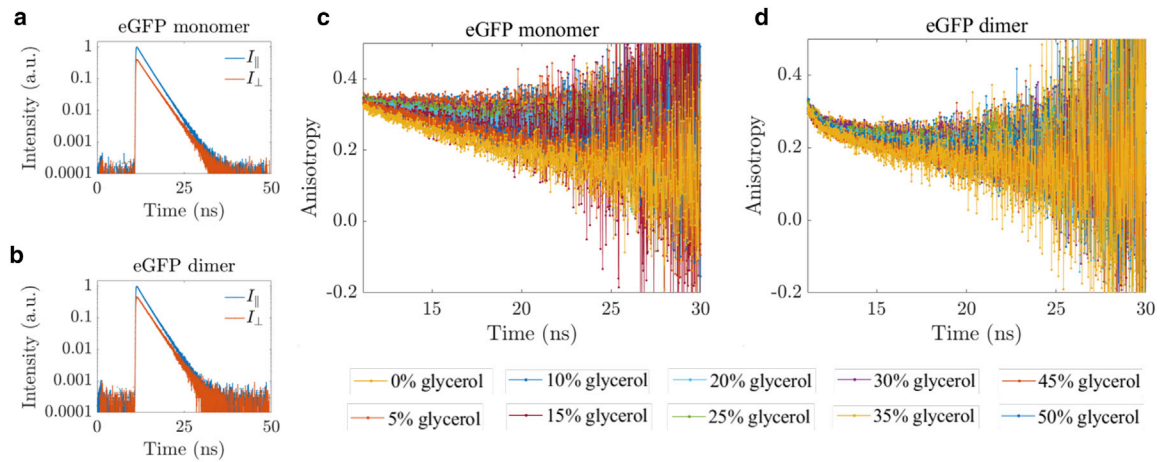 a
eGFP monomer
1
0.1
0.01
0.001
0.0001
0
25
50
Intensity (a.u.)
Time (ns)
I∥
I⊥
b
eGFP dimer
1
0.1
0.01
0.001
0.0001
0
25
50
Intensity (a.u.)
Time (ns)
I∥
I⊥
c
eGFP monomer
0.4
0.2
0.0
-0.2
15
20
25
30
Anisotropy
Time (ns)
d
eGFP dimer
0.4
0.2
0.0
-0.2
15
20
25
30
Anisotropy
Time (ns)
0% glycerol
10% glycerol
20% glycerol
30% glycerol
45% glycerol
5% glycerol
15% glycerol
25% glycerol
35% glycerol
50% glycerol